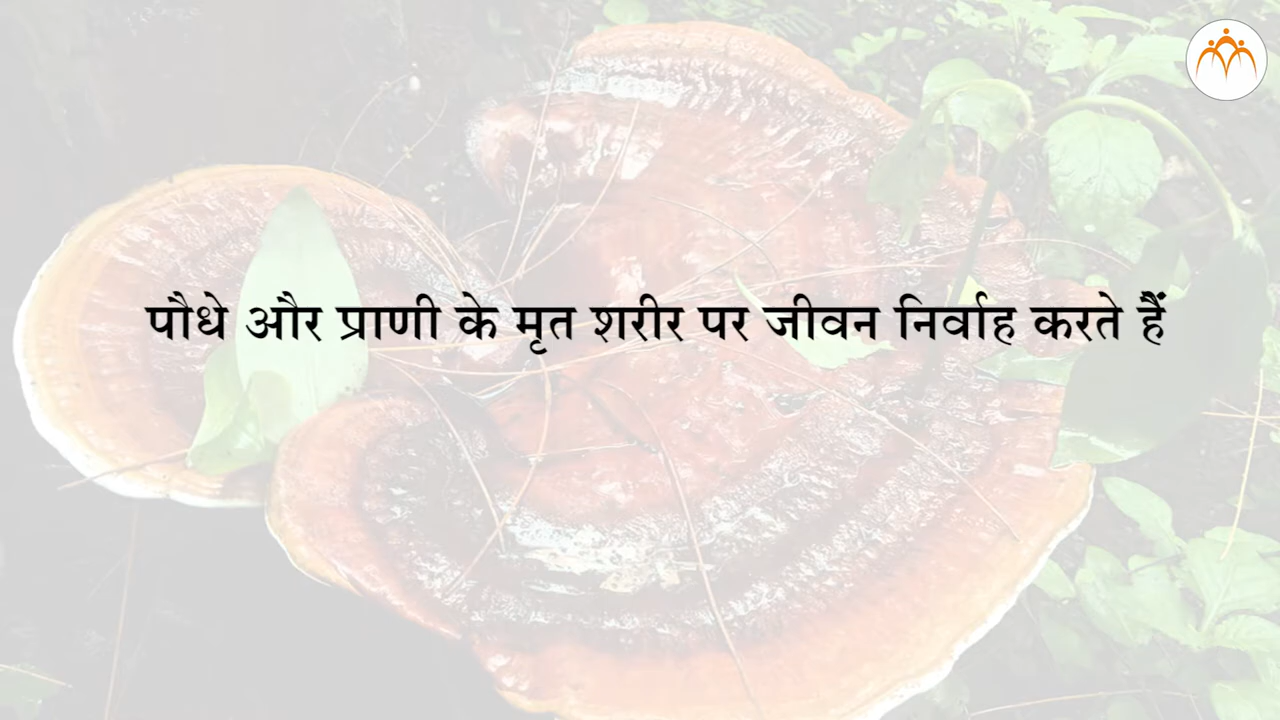 पौधे और प्राणी के मृत शरीर पर जीवन निर्वाह करते हैं